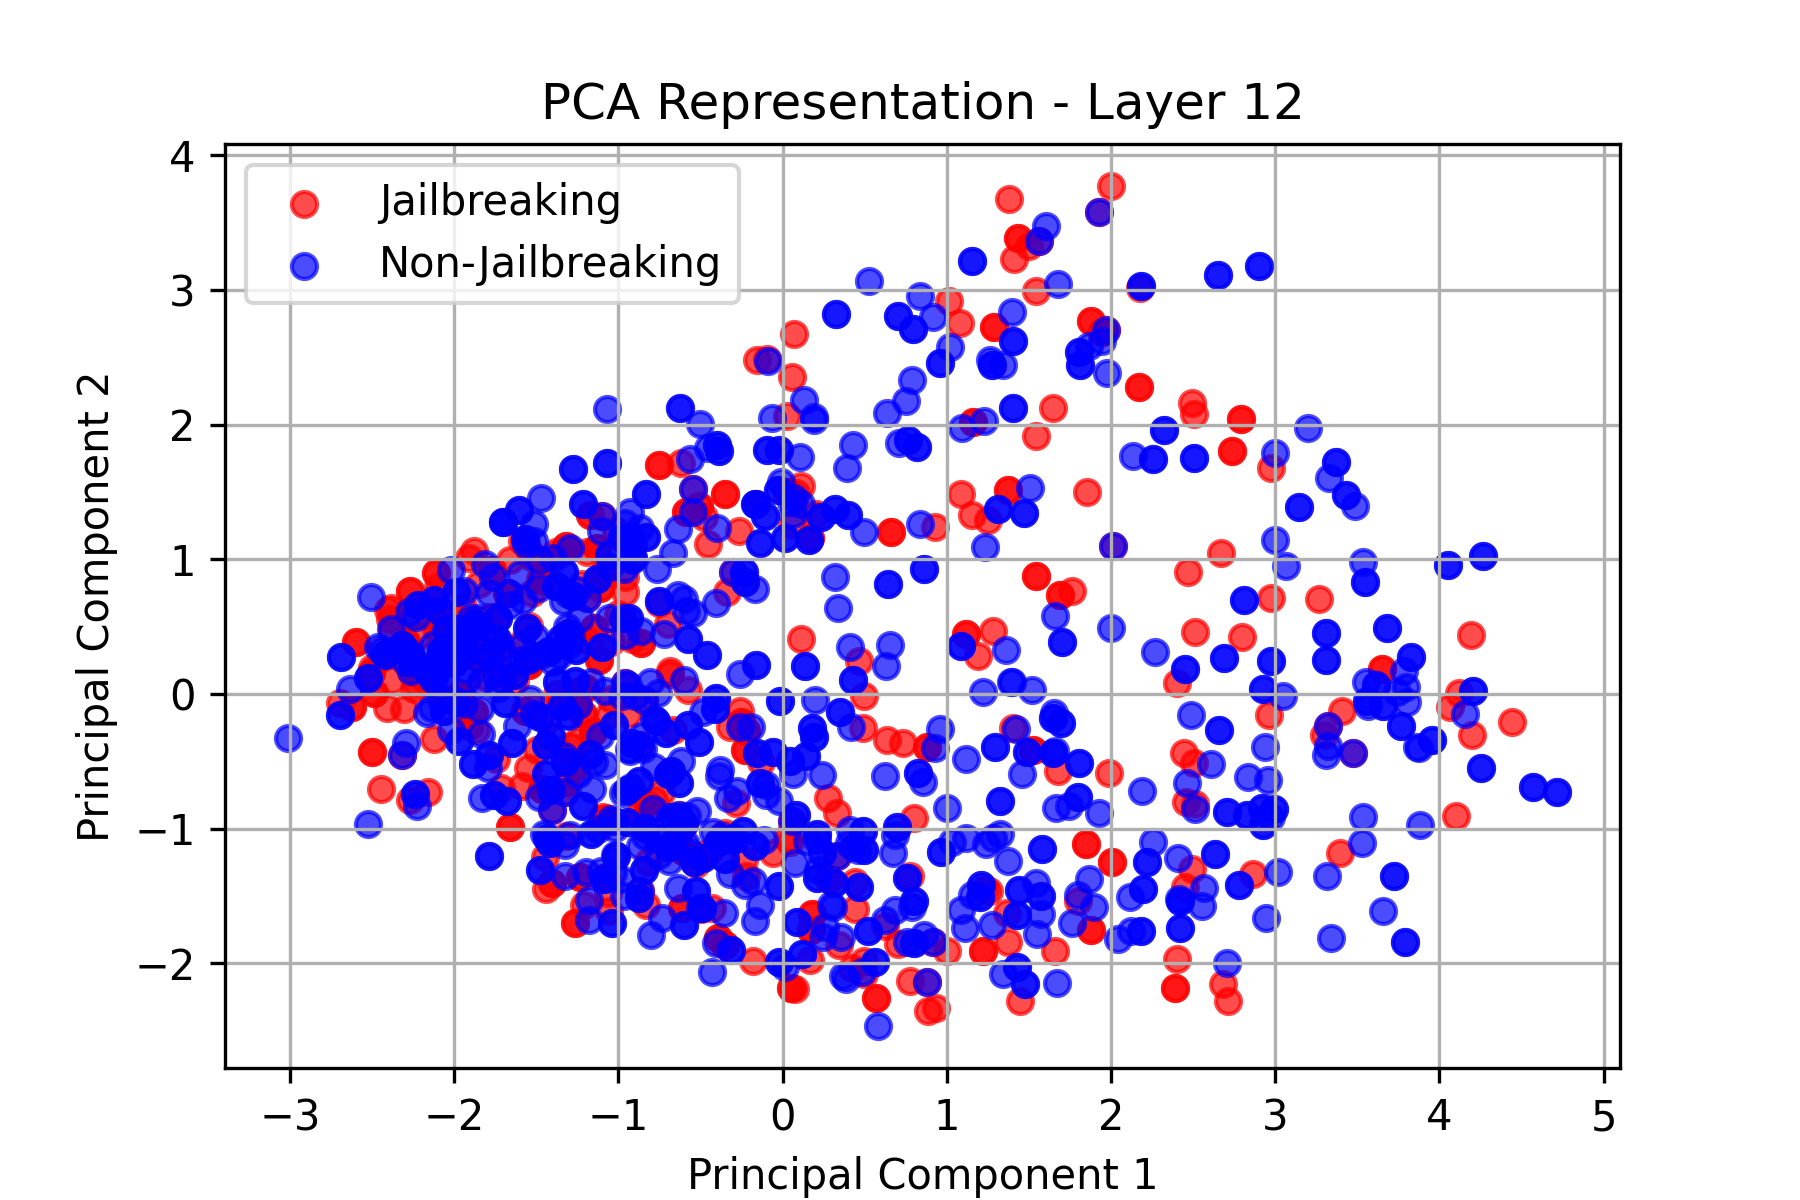 PCA Representation - Layer 12
Jailbreaking
Non-Jailbreaking
4
3
2
1
0
−1
−2
Principal Component 2
−3 −2 −1 0 1 2 3 4 5
Principal Component 1